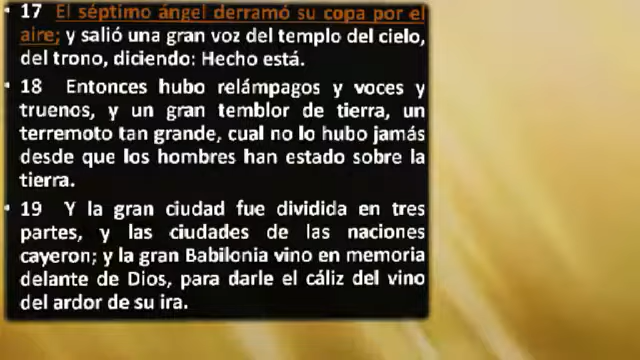 • 17 El séptimo ángel derramó su copa por el
aire; y salió una gran voz del templo del cielo,
del trono, diciendo: Hecho está.
• 18 Entonces hubo relámpagos y voces y
truenos, y un gran temblor de tierra, un
terremoto tan grande, cual no lo hubo jamás
desde que los hombres han estado sobre la
tierra.
• 19 Y la gran ciudad fue dividida en tres
partes, y las ciudades de las naciones
cayeron; y la gran Babilonia vino en memoria
delante de Dios, para darle el cáliz del vino
del ardor de su ira.